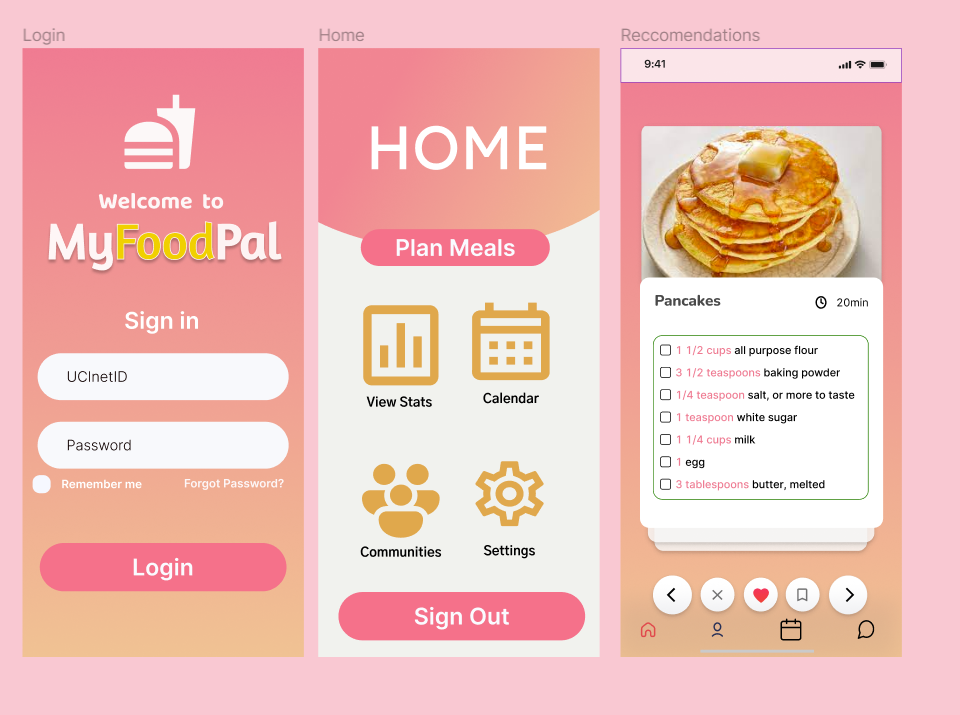 Login
Welcome to
MyFoodPal
Sign in
UCInetID
Password
Remember me
Forgot Password?
Login
Home
HOME
Plan Meals
View Stats
Calendar
Communities
Settings
Sign Out
Reccomendations
9:41
Pancakes
20min
1 1/2 cups all purpose flour
3 1/2 teaspoons baking powder
1/4 teaspoon salt, or more to taste
1 teaspoon white sugar
1 1/4 cups milk
1 egg
3 tablespoons butter, melted